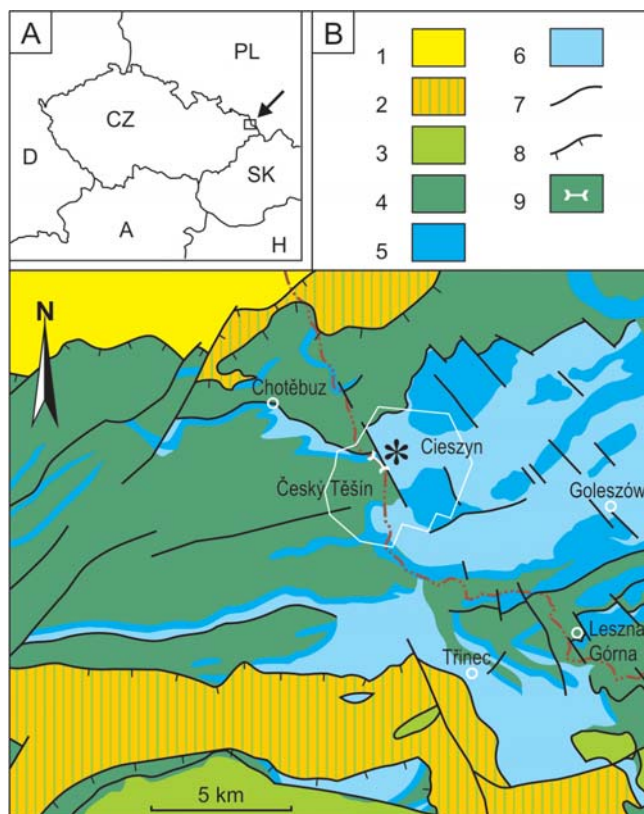 A
PL
CZ
D
SK
A
H
B
1
6
2
7
3
8
4
9
5
N
Chotěbuz
Cieszyn
Český Těšín
Goleszów
Leszna
Górna
Třinec
5 km